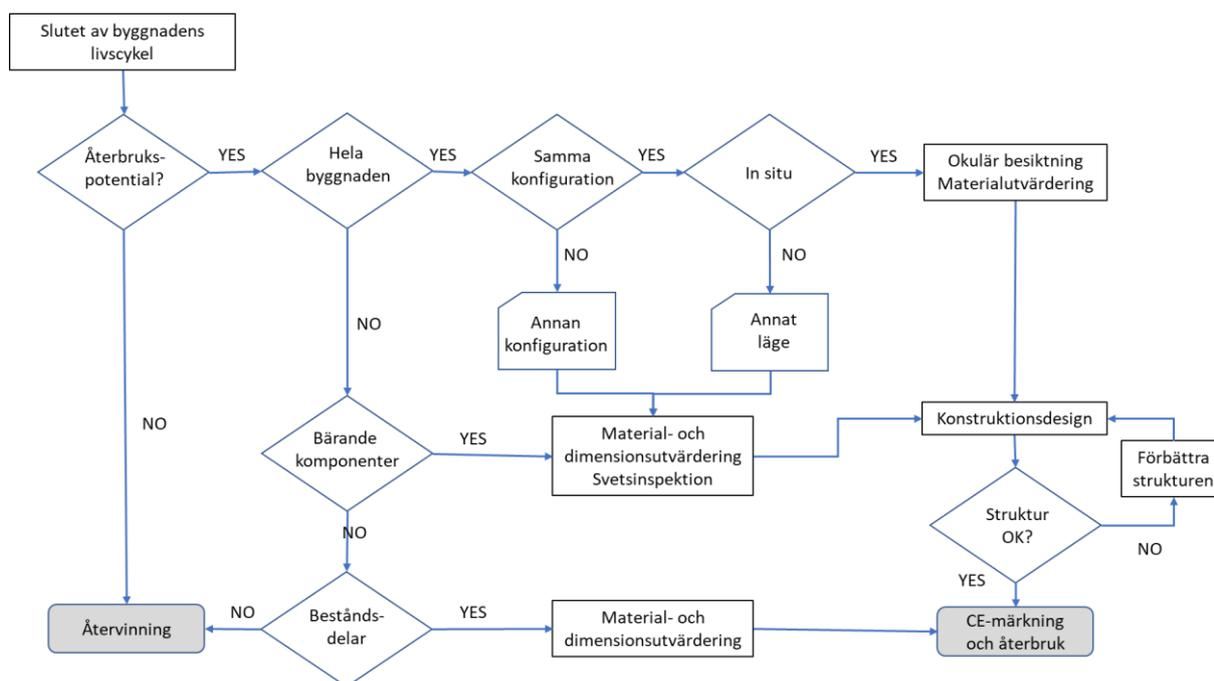 Slutet av byggnadens
livscykel
Återbruks-
potential?
YES
Hela
byggnaden
YES
Samma
konfiguration
YES
In situ
YES
Okulär besiktning
Materialutvärdering
NO
NO
Annan
konfiguration
Annat
läge
NO
NO
Bärande
komponenter
YES
Material- och
dimensionsutvärdering
Svetsinspektion
Konstruktionsdesign
Förbättra
strukturen
Struktur
OK?
NO
YES
NO
Återvinning
NO
Bestånds-
delar
YES
Material- och
dimensionsutvärdering
CE-märkning
och återbruk